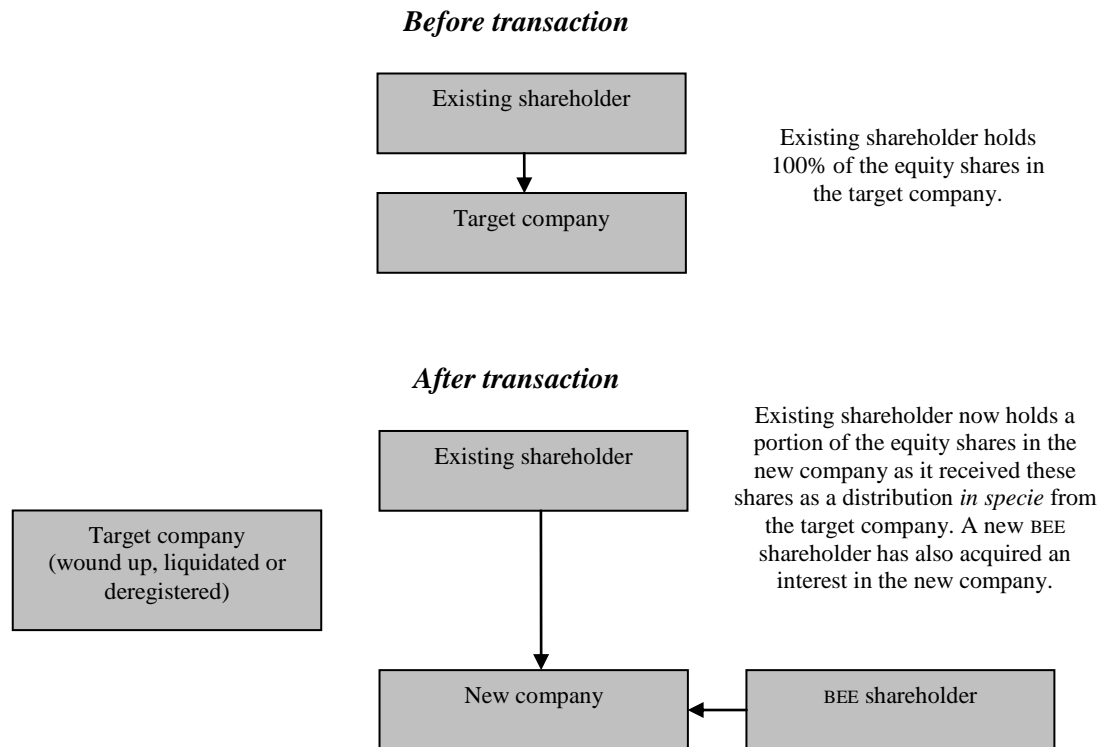 Before transaction
Existing shareholder
Existing shareholder holds
100% of the equity shares in
the target company.
Target company
After transaction
Existing shareholder now holds a
portion of the equity shares in the
new company as it received these
shares as a distribution in specie from
the target company. A new BEE
shareholder has also acquired an
interest in the new company.
Existing shareholder
Target company
(wound up, liquidated or
deregistered)
New company
BEE shareholder